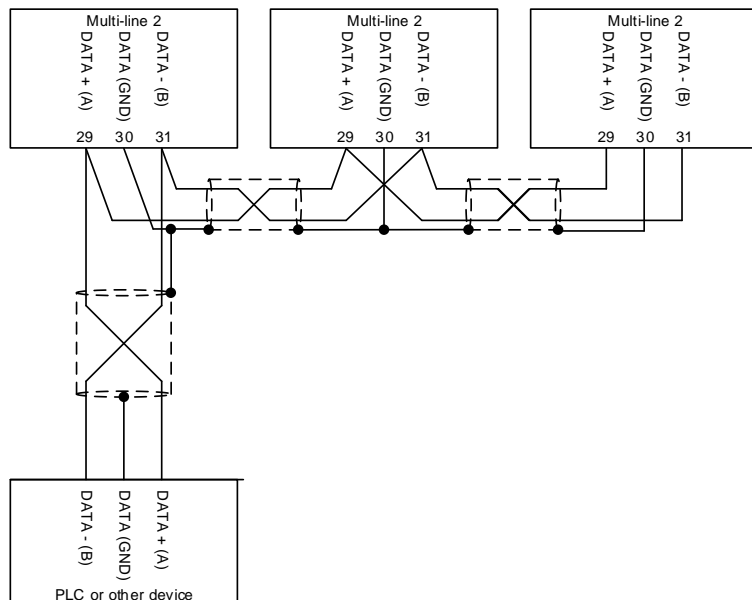 Multi-line 2
DATA + (A)
DATA (GND)
DATA - (B)
29 30 31
Multi-line 2
DATA + (A)
DATA (GND)
DATA - (B)
29 30 31
Multi-line 2
DATA + (A)
DATA (GND)
DATA - (B)
29 30 31
DATA - (B)
DATA (GND)
DATA + (A)
PLC or other device